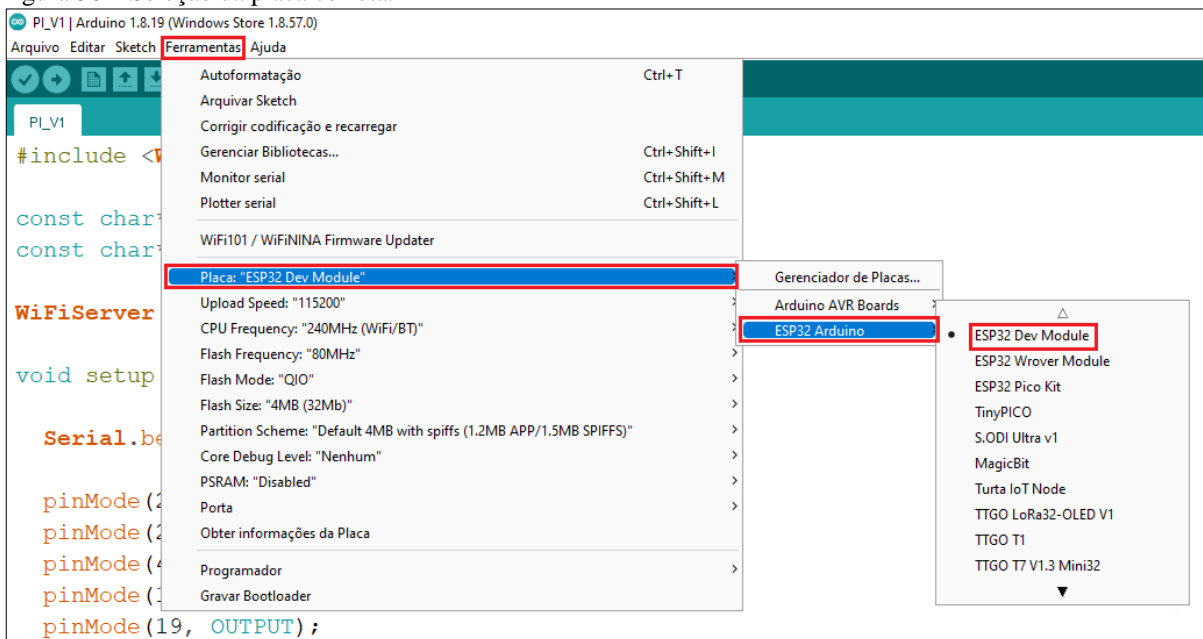 PI_V1 | Arduino 1.8.19 (Windows Store 1.8.57.0)
Arquivo Editar Sketch Ferramentas Ajuda
PI_V1
#include <
const char*
const char*
WiFiServer
void setup
Serial.be
pinMode(2
pinMode(2
pinMode(4
pinMode(1
pinMode(19, OUTPUT);
Autoformatação Ctrl+T
Arquivar Sketch
Corrigir codificação e recarregar
Gerenciar Bibliotecas... Ctrl+Shift+I
Monitor serial Ctrl+Shift+M
Plotter serial Ctrl+Shift+L
WiFi101 / WiFiNINA Firmware Updater
Placa: "ESP32 Dev Module"
Upload Speed: "115200"
CPU Frequency: "240MHz (WiFi/BT)"
Flash Frequency: "80MHz"
Flash Mode: "QIO"
Flash Size: "4MB (32Mb)"
Partition Scheme: "Default 4MB with spiffs (1.2MB APP/1.5MB SPIFFS)"
Core Debug Level: "Nenhum"
PSRAM: "Disabled"
Porta
Obter informações da Placa
Programador
Gravar Bootloader
Gerenciador de Placas...
Arduino AVR Boards
ESP32 Arduino
ESP32 Dev Module
ESP32 Wrover Module
ESP32 Pico Kit
TinyPICO
S.ODI Ultra v1
MagicBit
Turta IoT Node
TTGO LoRa32-OLED V1
TTGO T1
TTGO T7 V1.3 Mini32